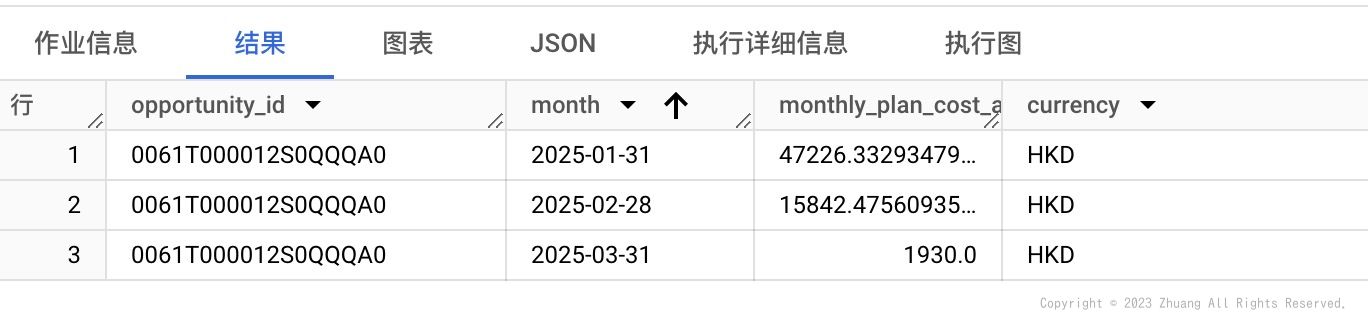 作业信息 结果 图表 JSON 执行详细信息 执行图
行 opportunity_id month monthly_plan_cost_a currency
1 0061T000012S0QQQA0 2025-01-31 47226.33293479... HKD
2 0061T000012S0QQQA0 2025-02-28 15842.47560935... HKD
3 0061T000012S0QQQA0 2025-03-31 1930.0 HKD
Copyright © 2023 Zhuang All Rights Reserved.